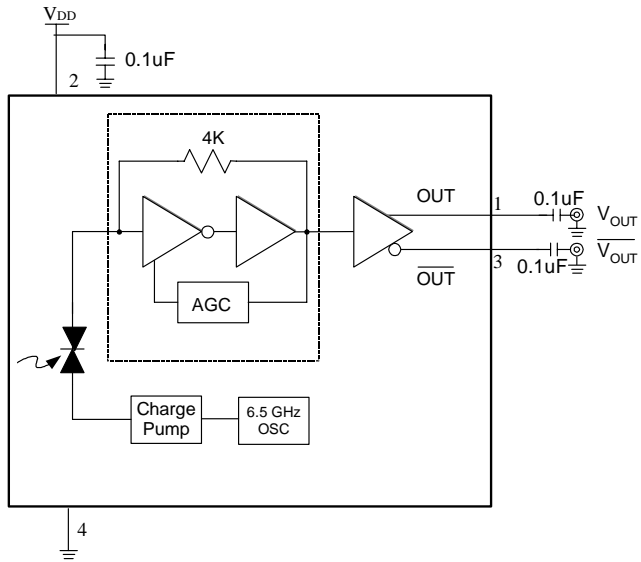 VDD
0.1uF
2
4K
OUT
1
0.1uF
VOUT
OUT
3
0.1uF
VOUT
AGC
Charge
Pump
6.5 GHz
OSC
4